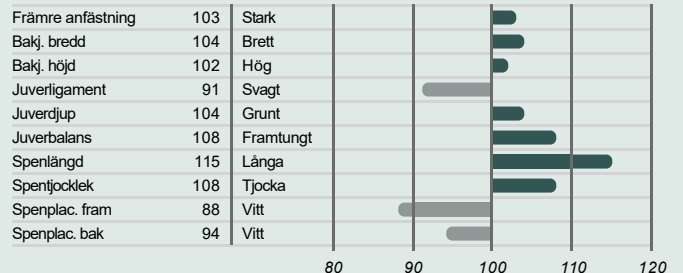 Främre anfästning 103 Stark
Bakj. bredd 104 Brett
Bakj. höjd 102 Hög
Juverligament 91 Svagt
Juverdjup 104 Grunt
Juverbalans 108 Framtungt
Spenlängd 115 Långa
Spentjocklek 108 Tjocka
Spenplac. fram 88 Vitt
Spenplac. bak 94 Vitt
80 90 100 110 120